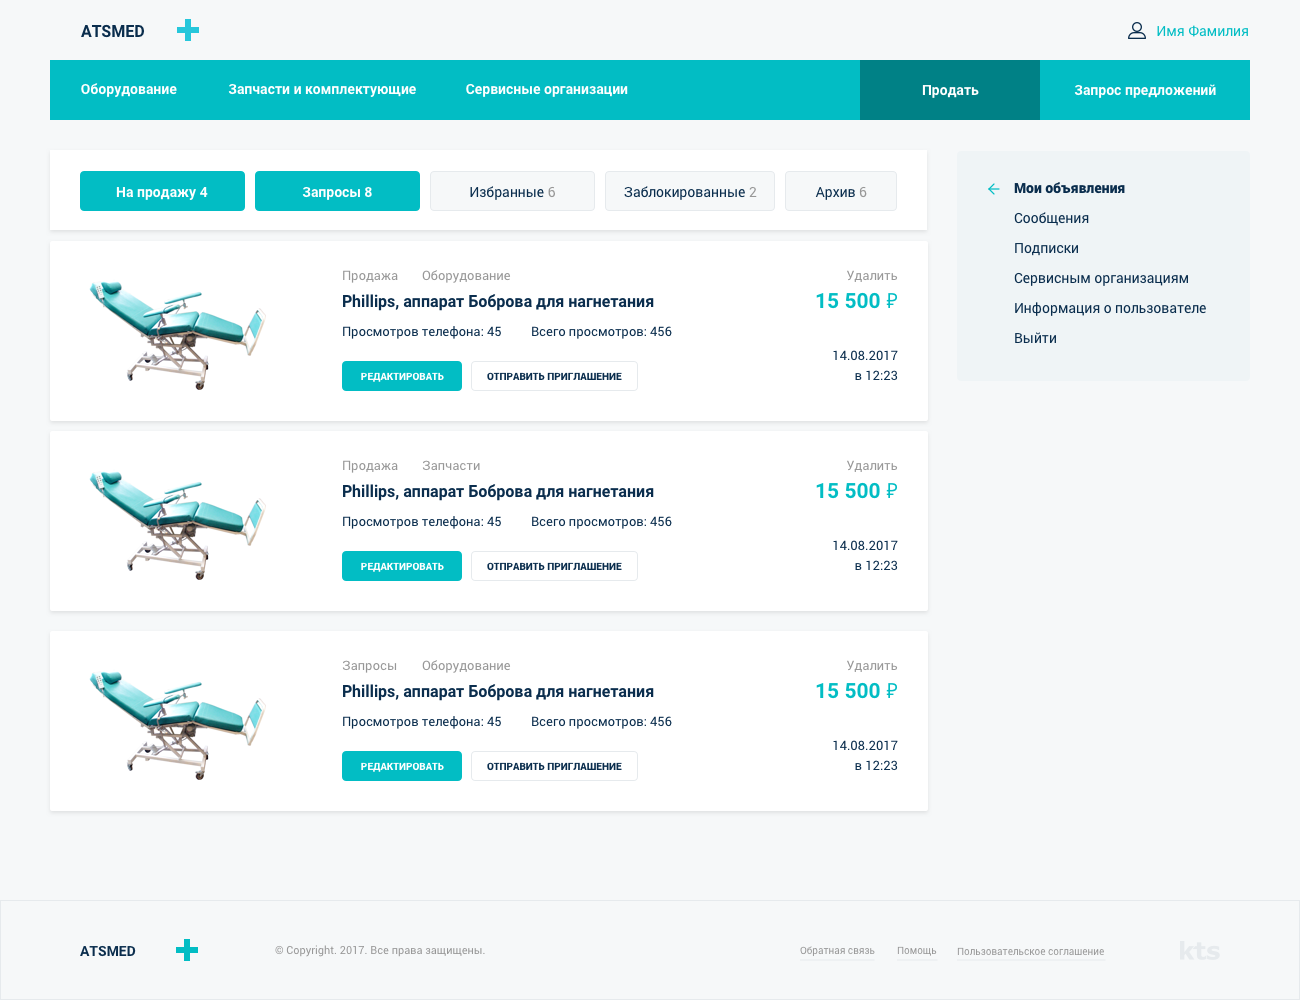 ATSMED
Имя Фамилия
Оборудование
Запчасти и комплектующие
Сервисные организации
Продать
Запрос предложений
На продажу 4
Запросы 8
Избранные 6
Заблокированные 2
Архив 6
Мои объявления
Сообщения
Подписки
Сервисным организациям
Информация о пользователе
Выйти
Продажа Оборудование
Удалить
Phillips, аппарат Боброва для нагнетания
15 500 ₽
Просмотров телефона: 45 Всего просмотров: 456
14.08.2017
в 12:23
РЕДАКТИРОВАТЬ
ОТПРАВИТЬ ПРИГЛАШЕНИЕ
Продажа Запчасти
Удалить
Phillips, аппарат Боброва для нагнетания
15 500 ₽
Просмотров телефона: 45 Всего просмотров: 456
14.08.2017
в 12:23
РЕДАКТИРОВАТЬ
ОТПРАВИТЬ ПРИГЛАШЕНИЕ
Запросы Оборудование
Удалить
Phillips, аппарат Боброва для нагнетания
15 500 ₽
Просмотров телефона: 45 Всего просмотров: 456
14.08.2017
в 12:23
РЕДАКТИРОВАТЬ
ОТПРАВИТЬ ПРИГЛАШЕНИЕ
ATSMED
© Copyright. 2017. Все права защищены.
Обратная связь
Помощь
Пользовательское соглашение
kts